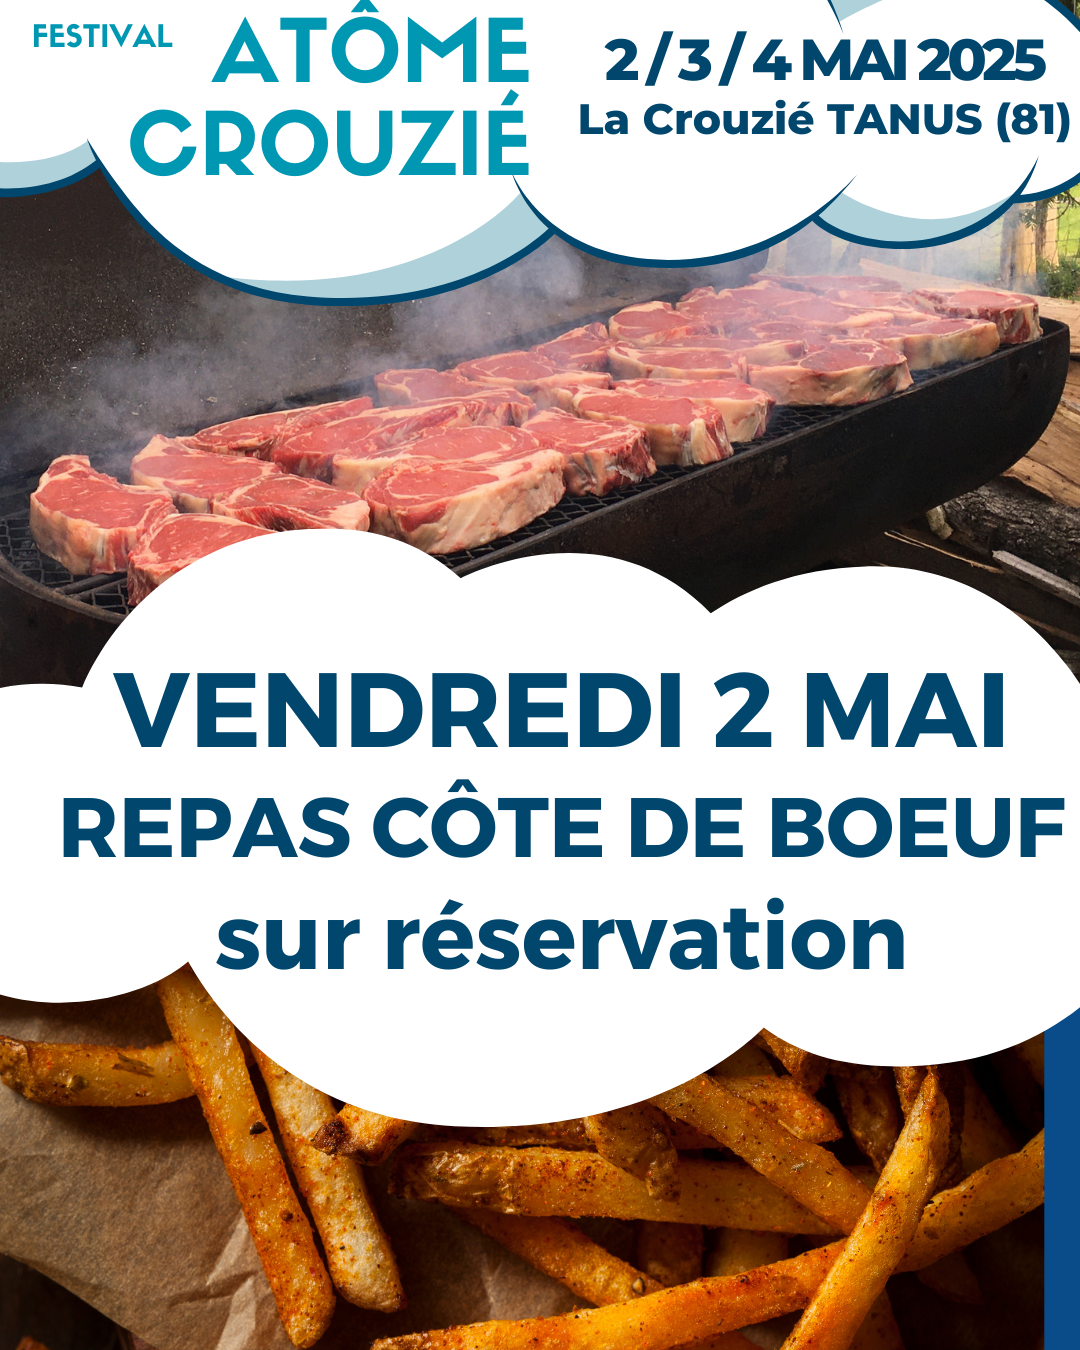 FESTIVAL
ATÔME
CROUZIÉ
2 / 3 / 4 MAI 2025
La Crouzié TANUS (81)
VENDREDI 2 MAI
REPAS CÔTE DE BOEUF
sur réservation